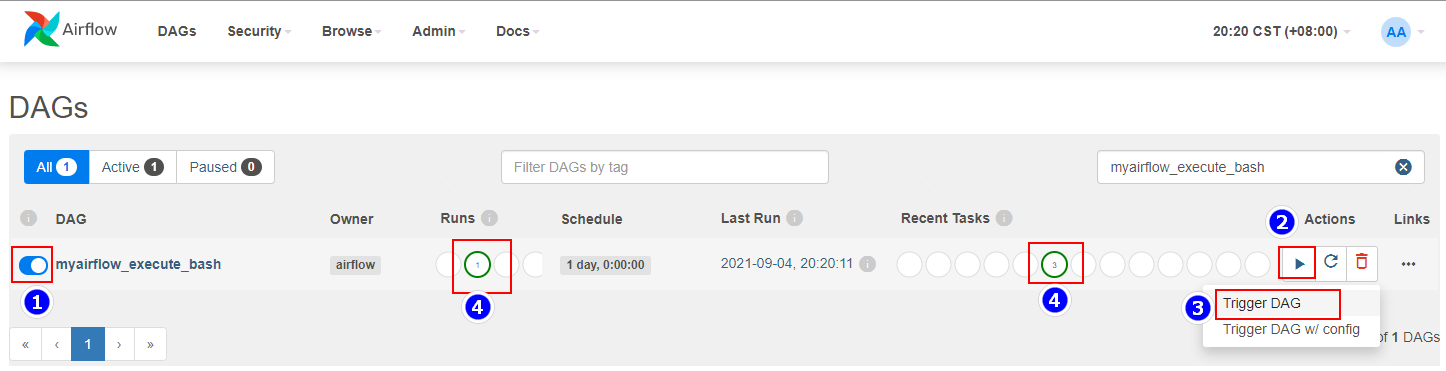 Airflow DAGs Security Browse Admin Docs 20:20 CST (+08:00) AA
DAGs
All 1 Active 1 Paused 0 Filter DAGs by tag myairflow_execute_bash
i DAG Owner Runs i Schedule Last Run i Recent Tasks i 2 Actions Links
myairflow_execute_bash airflow 1 1 day, 0:00:00 2021-09-04, 20:20:11 i 3
1 4 4 3 Trigger DAG
« ‹ 1 › » Trigger DAG w/ config of 1 DAGs